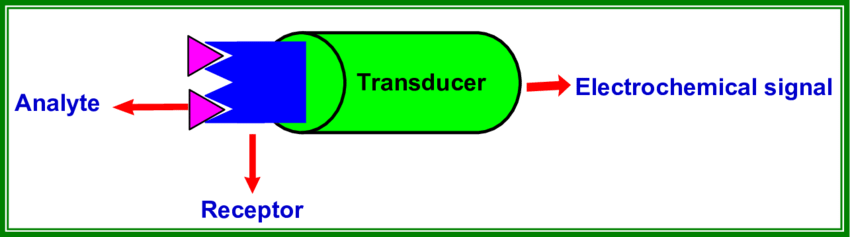 Transducer
Electrochemical signal
Analyte
Receptor